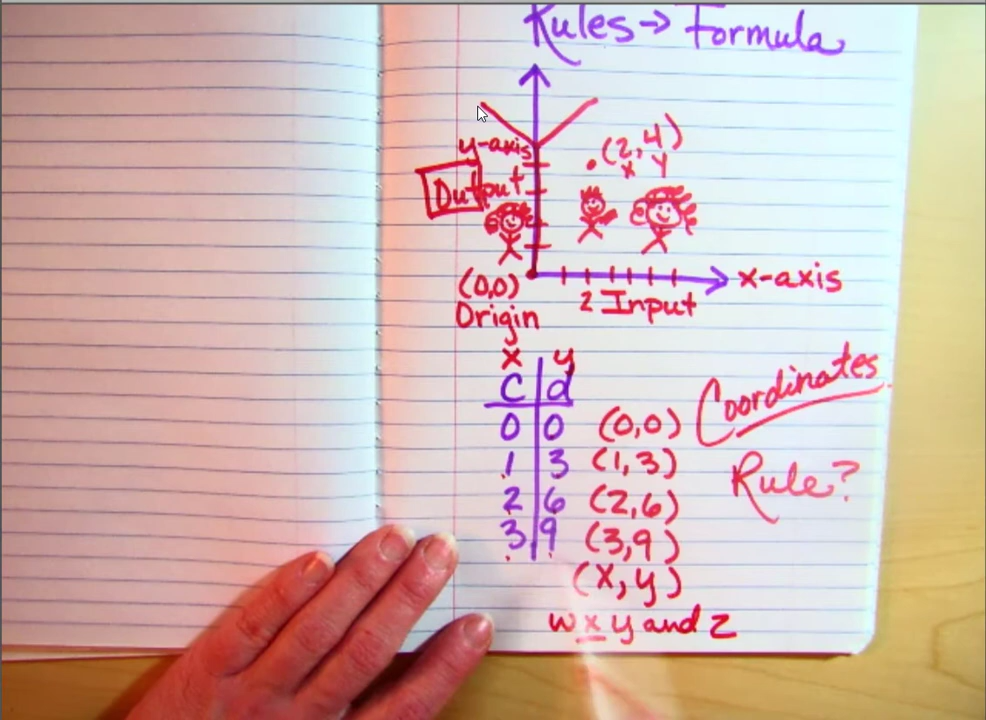 Rules → Formula
y-axis
(2,4)
x y
Output
(0,0)
Origin
x-axis
2 Input
x y
c d
0 0 (0,0)
1 3 (1,3)
2 6 (2,6)
3 9 (3,9)
(x,y)
w x y and z
Coordinates
Rule?